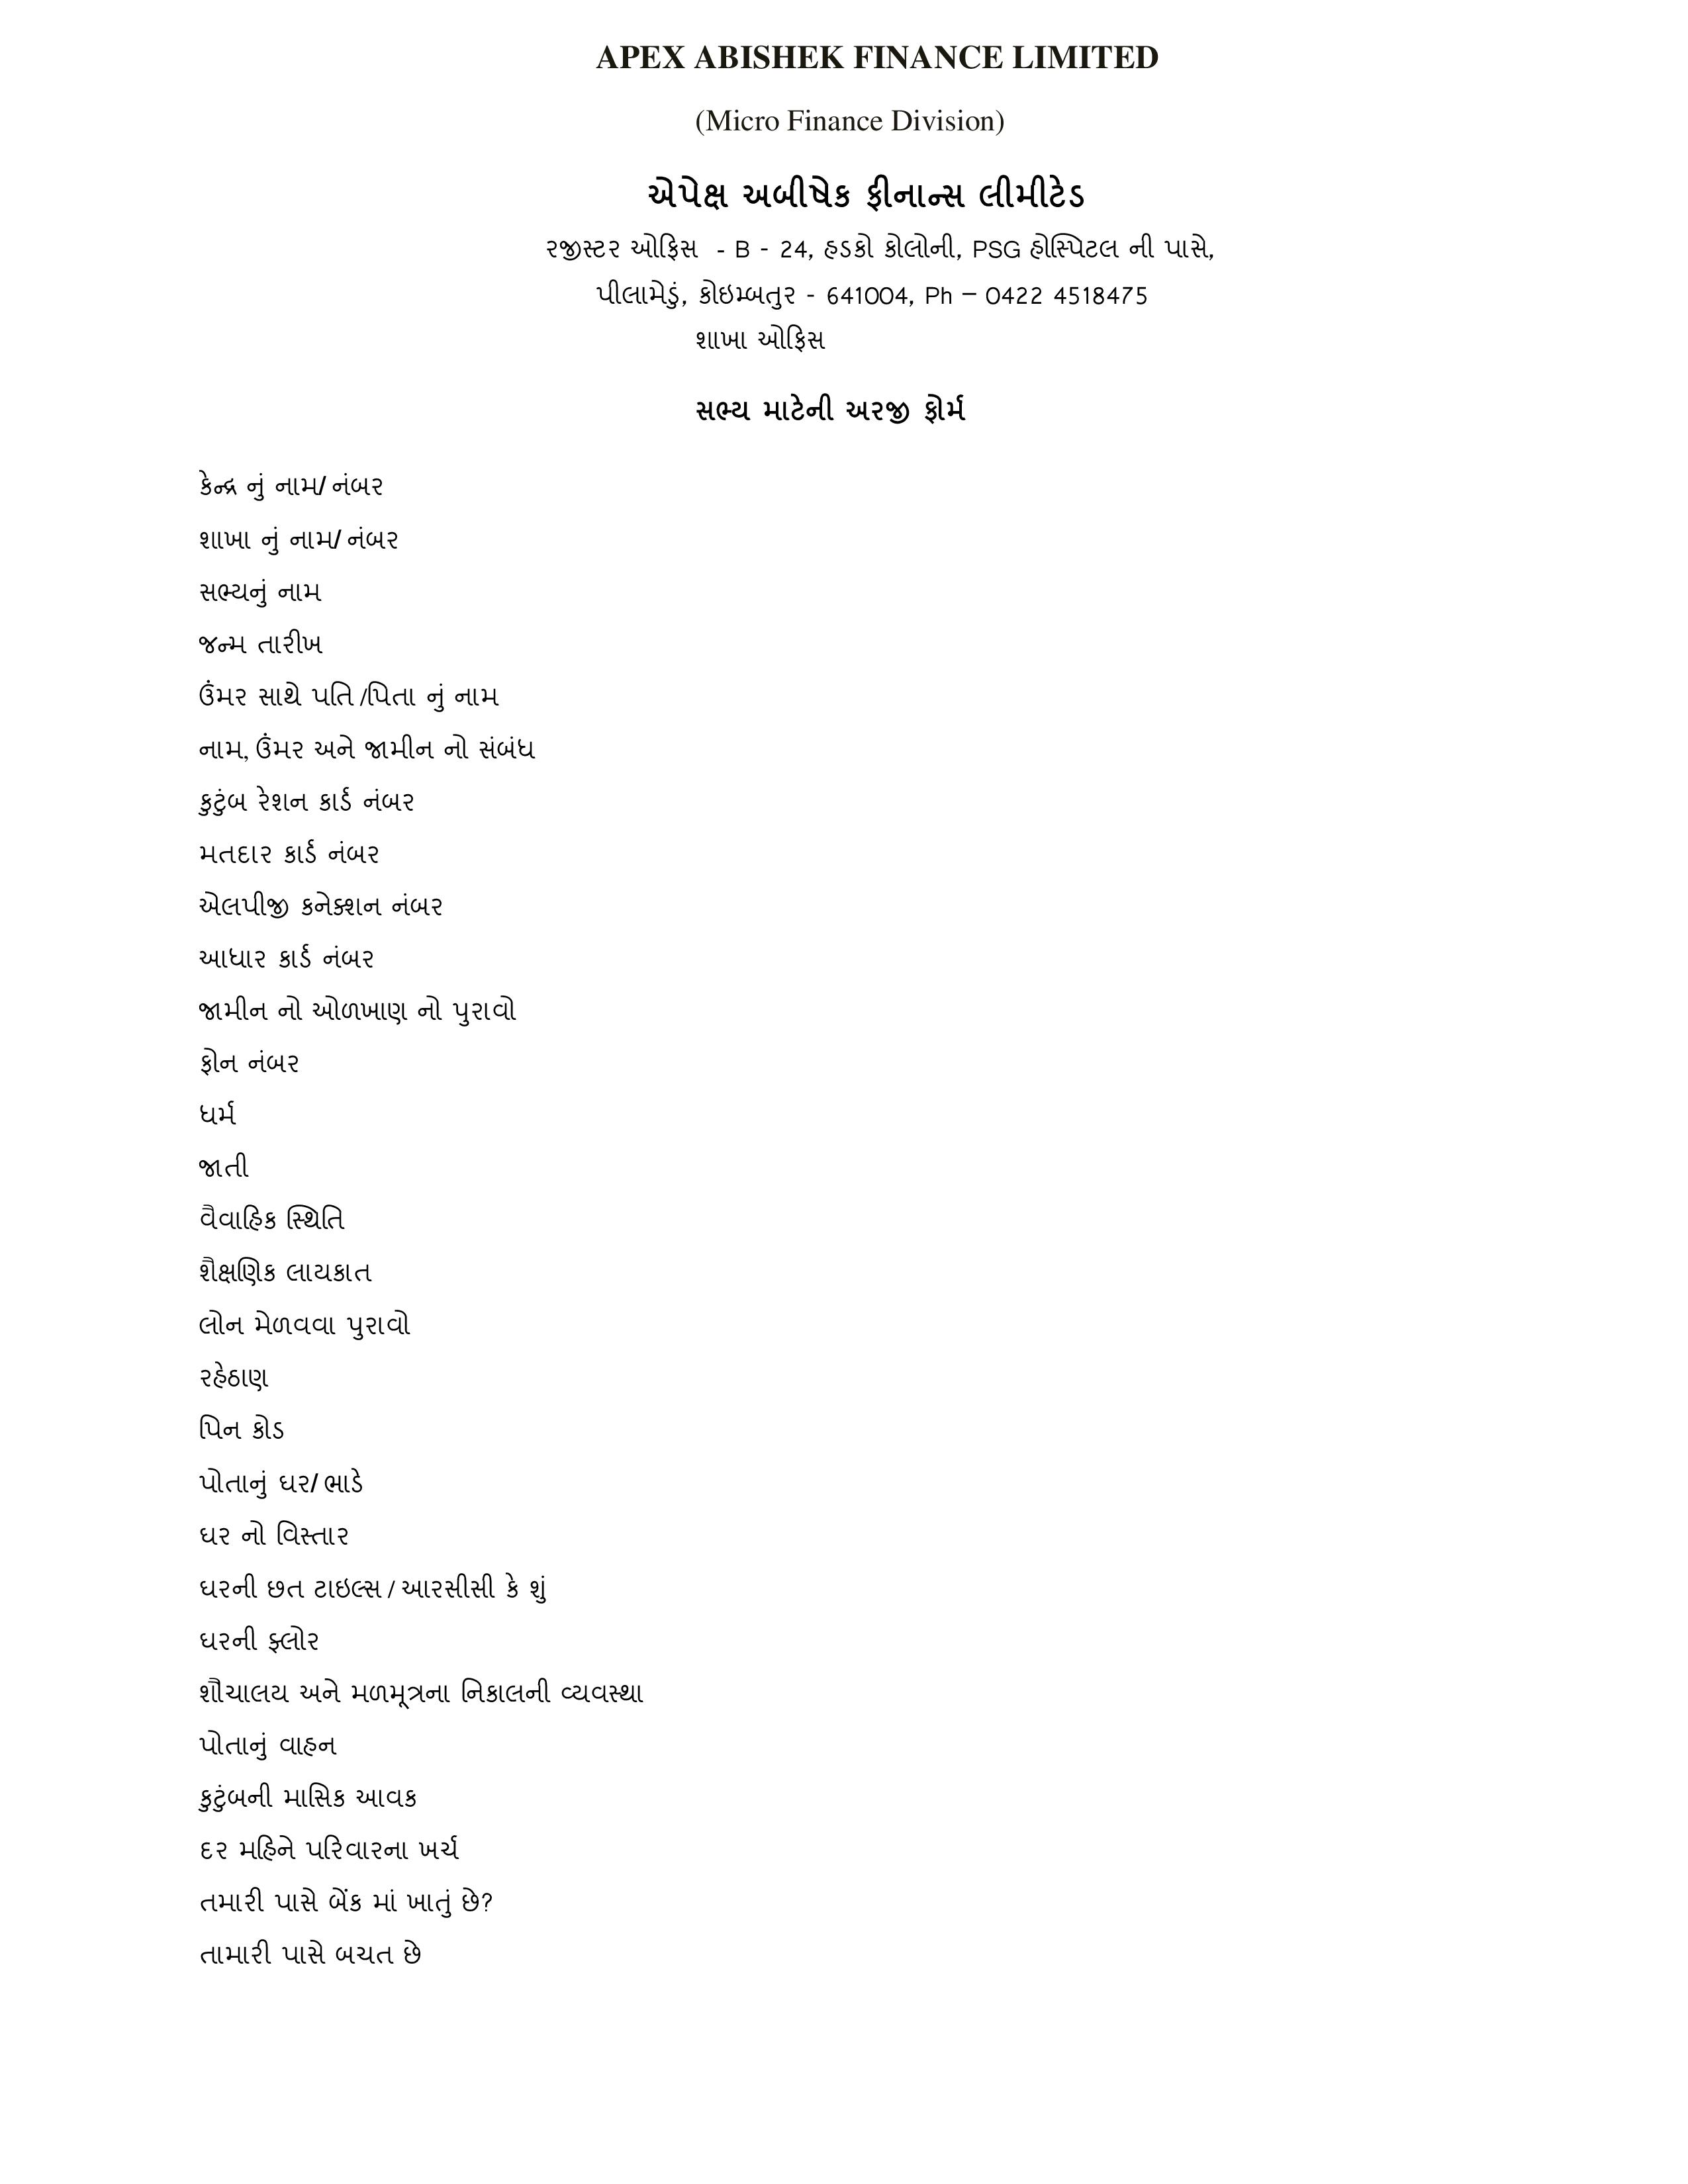 APEX ABISHEK FINANCE LIMITED
(Micro Finance Division)
એપેક્ષ અબીષેક ફીનાન્સ લીમીટેડ
રજીસ્ટર ઓફિસ - B - 24, હડકો કોલોની, PSG હોસ્પિટલ ની પાસે,
પીલામેડું, કોઇમ્બતુર - 641004, Ph – 0422 4518475
શાખા ઓફિસ
સભ્ય માટેની અરજી ફોર્મ
કેન્દ્ર નું નામ/ નંબર
શાખા નું નામ/ નંબર
સભ્યનું નામ
જન્મ તારીખ
ઉંમર સાથે પતિ /પિતા નું નામ
નામ, ઉંમર અને જામીન નો સંબંધ
કુટુંબ રેશન કાર્ડ નંબર
મતદાર કાર્ડ નંબર
એલપીજી કનેક્શન નંબર
આધાર કાર્ડ નંબર
જામીન નો ઓળખાણ નો પુરાવો
ફોન નંબર
ધર્મ
જાતી
વૈવાહિક સ્થિતિ
શૈક્ષણિક લાયકાત
લોન મેળવવા પુરાવો
રહેઠાણ
પિન કોડ
પોતાનું ઘર/ ભાડે
ઘર નો વિસ્તાર
ઘરની છત ટાઇલ્સ / આરસીસી કે શું
ઘરની ફ્લોર
શૌચાલય અને મળમૂત્રના નિકાલની વ્યવસ્થા
પોતાનું વાહન
કુટુંબની માસિક આવક
દર મહિને પરિવારના ખર્ચ
તમારી પાસે બેંક માં ખાતું છે?
તામારી પાસે બચત છે